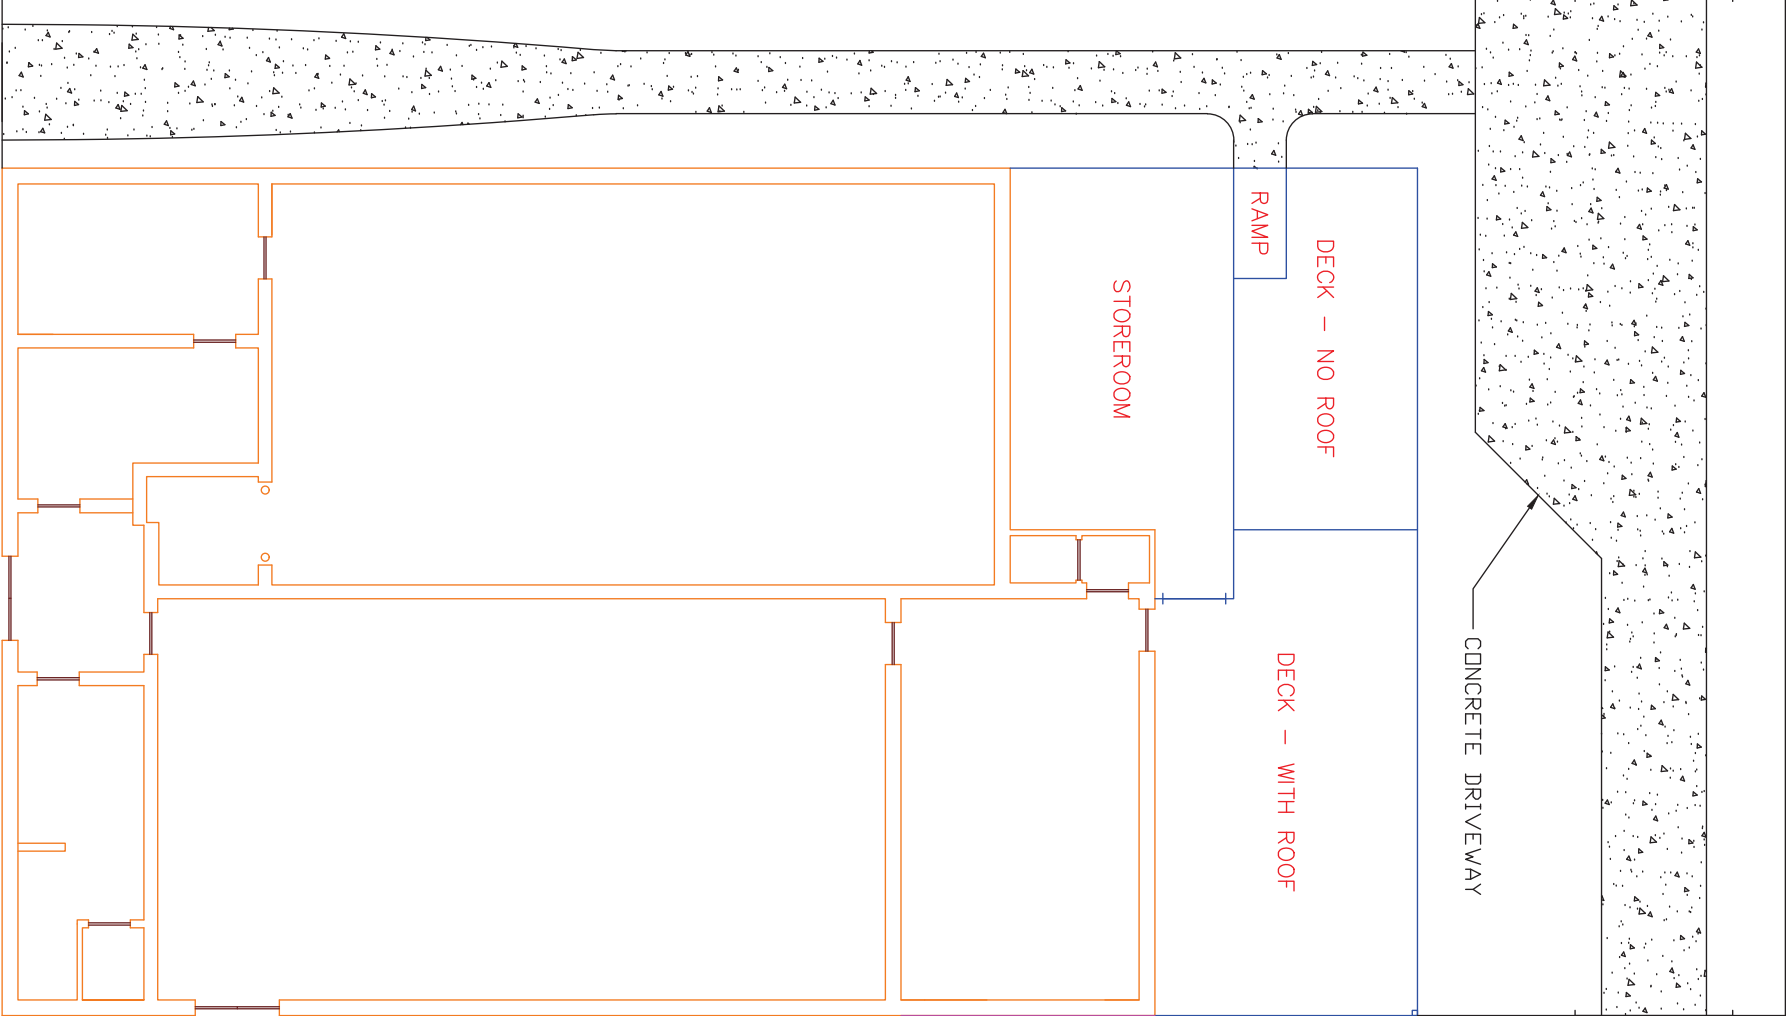 RAMP
DECK - NO ROOF
STOREROOM
DECK - WITH ROOF
CONCRETE DRIVEWAY